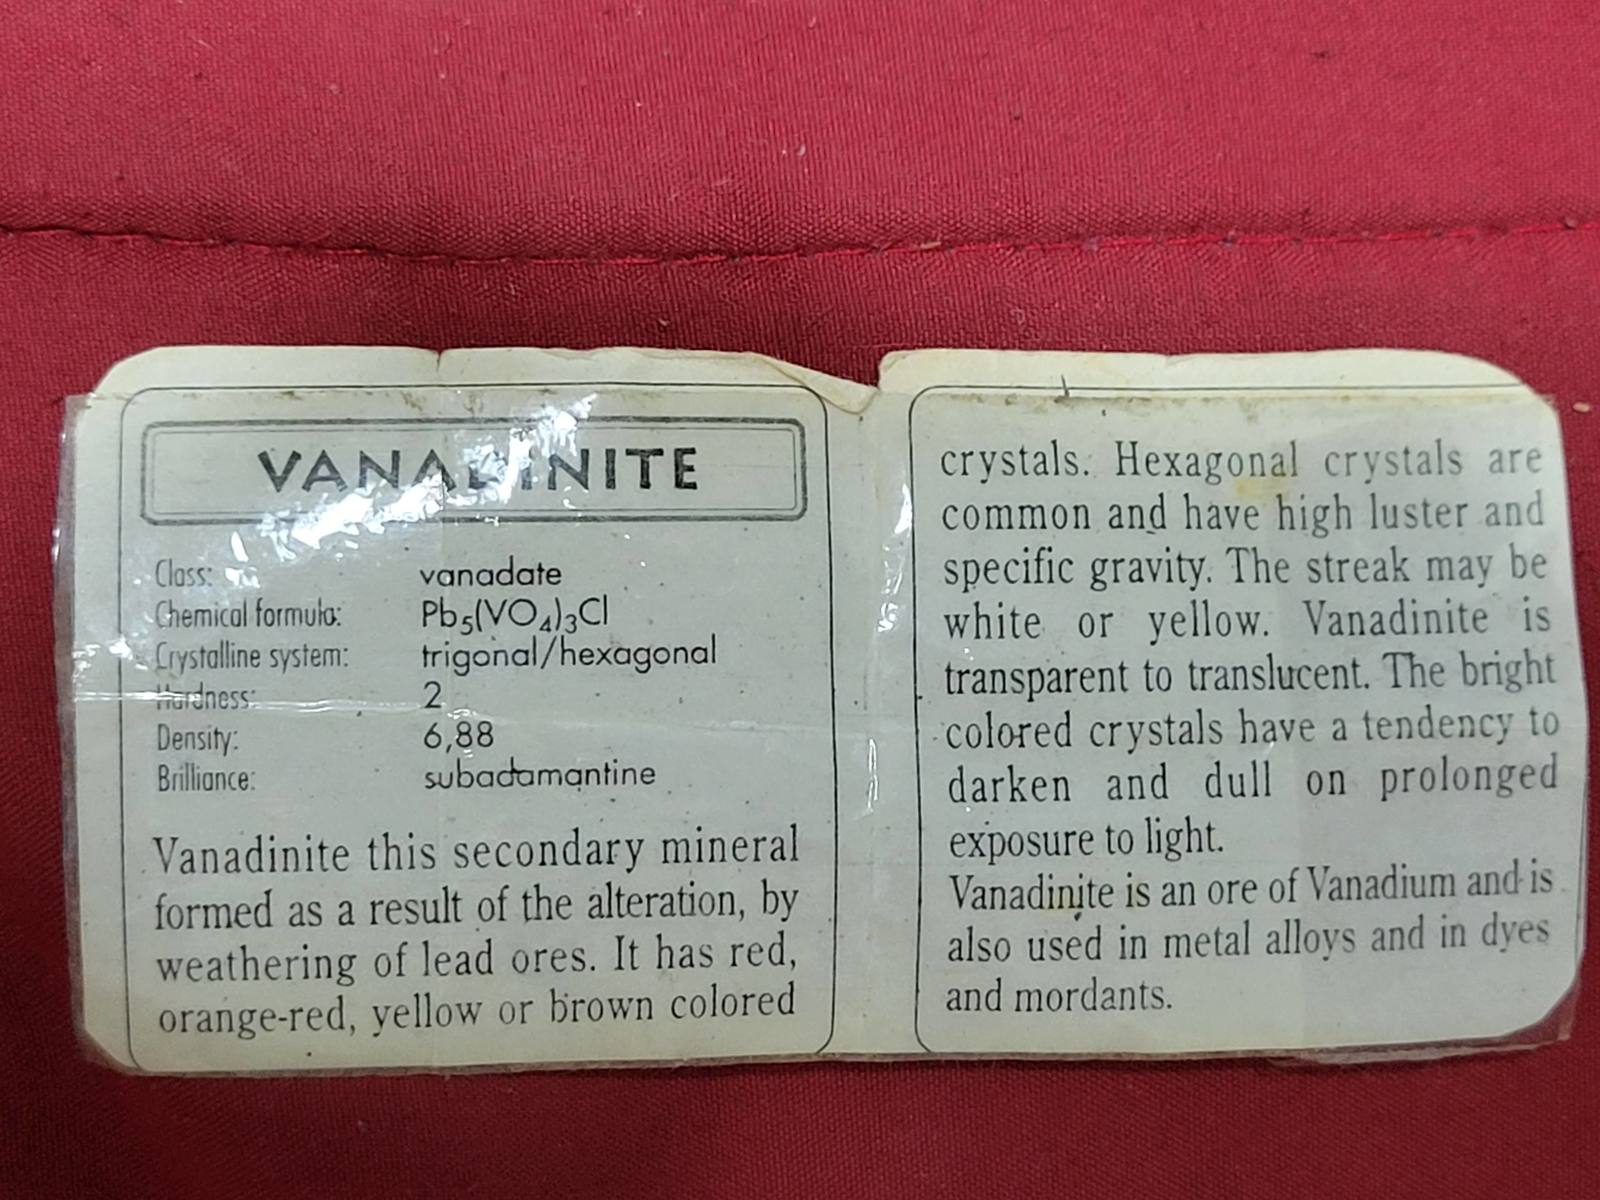 VANADINITE
Class: vanadate
Chemical formula: Pb₅(VO₄)₃Cl
Crystalline system: trigonal/hexagonal
Hardness: 2
Density: 6,88
Brilliance: subadamantine
Vanadinite this secondary mineral
formed as a result of the alteration, by
weathering of lead ores. It has red,
orange-red, yellow or brown colored
crystals. Hexagonal crystals are
common and have high luster and
specific gravity. The streak may be
white or yellow. Vanadinite is
transparent to translucent. The bright
colored crystals have a tendency to
darken and dull on prolonged
exposure to light.
Vanadinite is an ore of Vanadium and is
also used in metal alloys and in dyes
and mordants.